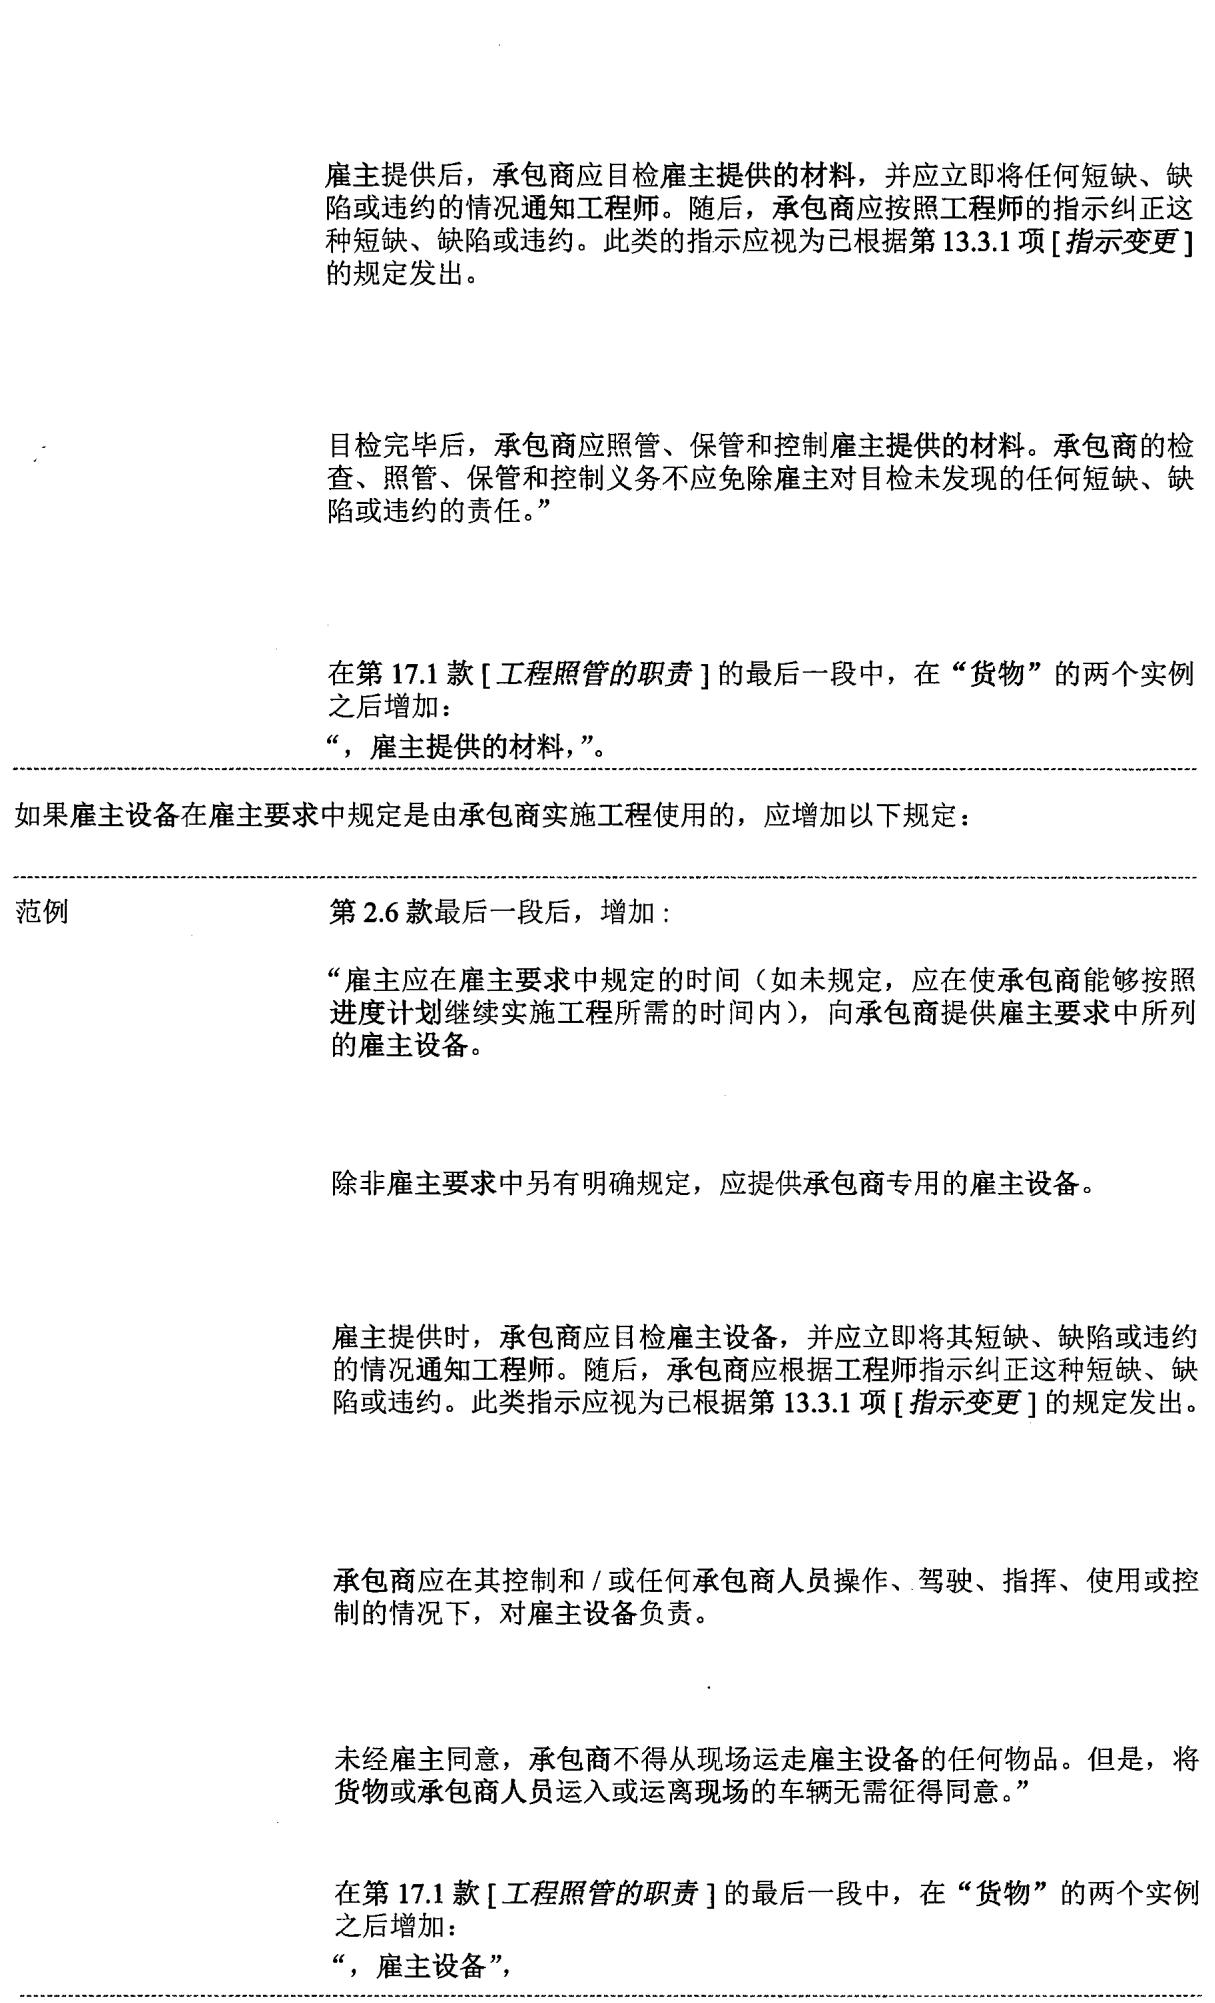 雇主提供后，承包商应目检雇主提供的材料，并应立即将任何短缺、缺
陷或违约的情况通知工程师。随后，承包商应按照工程师的指示纠正这
种短缺、缺陷或违约。此类的指示应视为已根据第 13.3.1 项 [ 指示变更 ]
的规定发出。
目检完毕后，承包商应照管、保管和控制雇主提供的材料。承包商的检
查、照管、保管和控制义务不应免除雇主对目检未发现的任何短缺、缺
陷或违约的责任。”
在第 17.1 款 [ 工程照管的职责 ] 的最后一段中，在“货物”的两个实例
之后增加：
“，雇主提供的材料，”。
如果雇主设备在雇主要求中规定是由承包商实施工程使用的，应增加以下规定：
范例
第 2.6 款最后一段后，增加：
“雇主应在雇主要求中规定的时间（如未规定，应在使承包商能够按照
进度计划继续实施工程所需的时间内），向承包商提供雇主要求中所列
的雇主设备。
除非雇主要求中另有明确规定，应提供承包商专用的雇主设备。
雇主提供时，承包商应目检雇主设备，并应立即将其短缺、缺陷或违约
的情况通知工程师。随后，承包商应根据工程师指示纠正这种短缺、缺
陷或违约。此类指示应视为已根据第 13.3.1 项 [ 指示变更 ] 的规定发出。
承包商应在其控制和 / 或任何承包商人员操作、驾驶、指挥、使用或控
制的情况下，对雇主设备负责。
未经雇主同意，承包商不得从现场运走雇主设备的任何物品。但是，将
货物或承包商人员运入或运离现场的车辆无需征得同意。”
在第 17.1 款 [ 工程照管的职责 ] 的最后一段中，在“货物”的两个实例
之后增加：
“，雇主设备”，